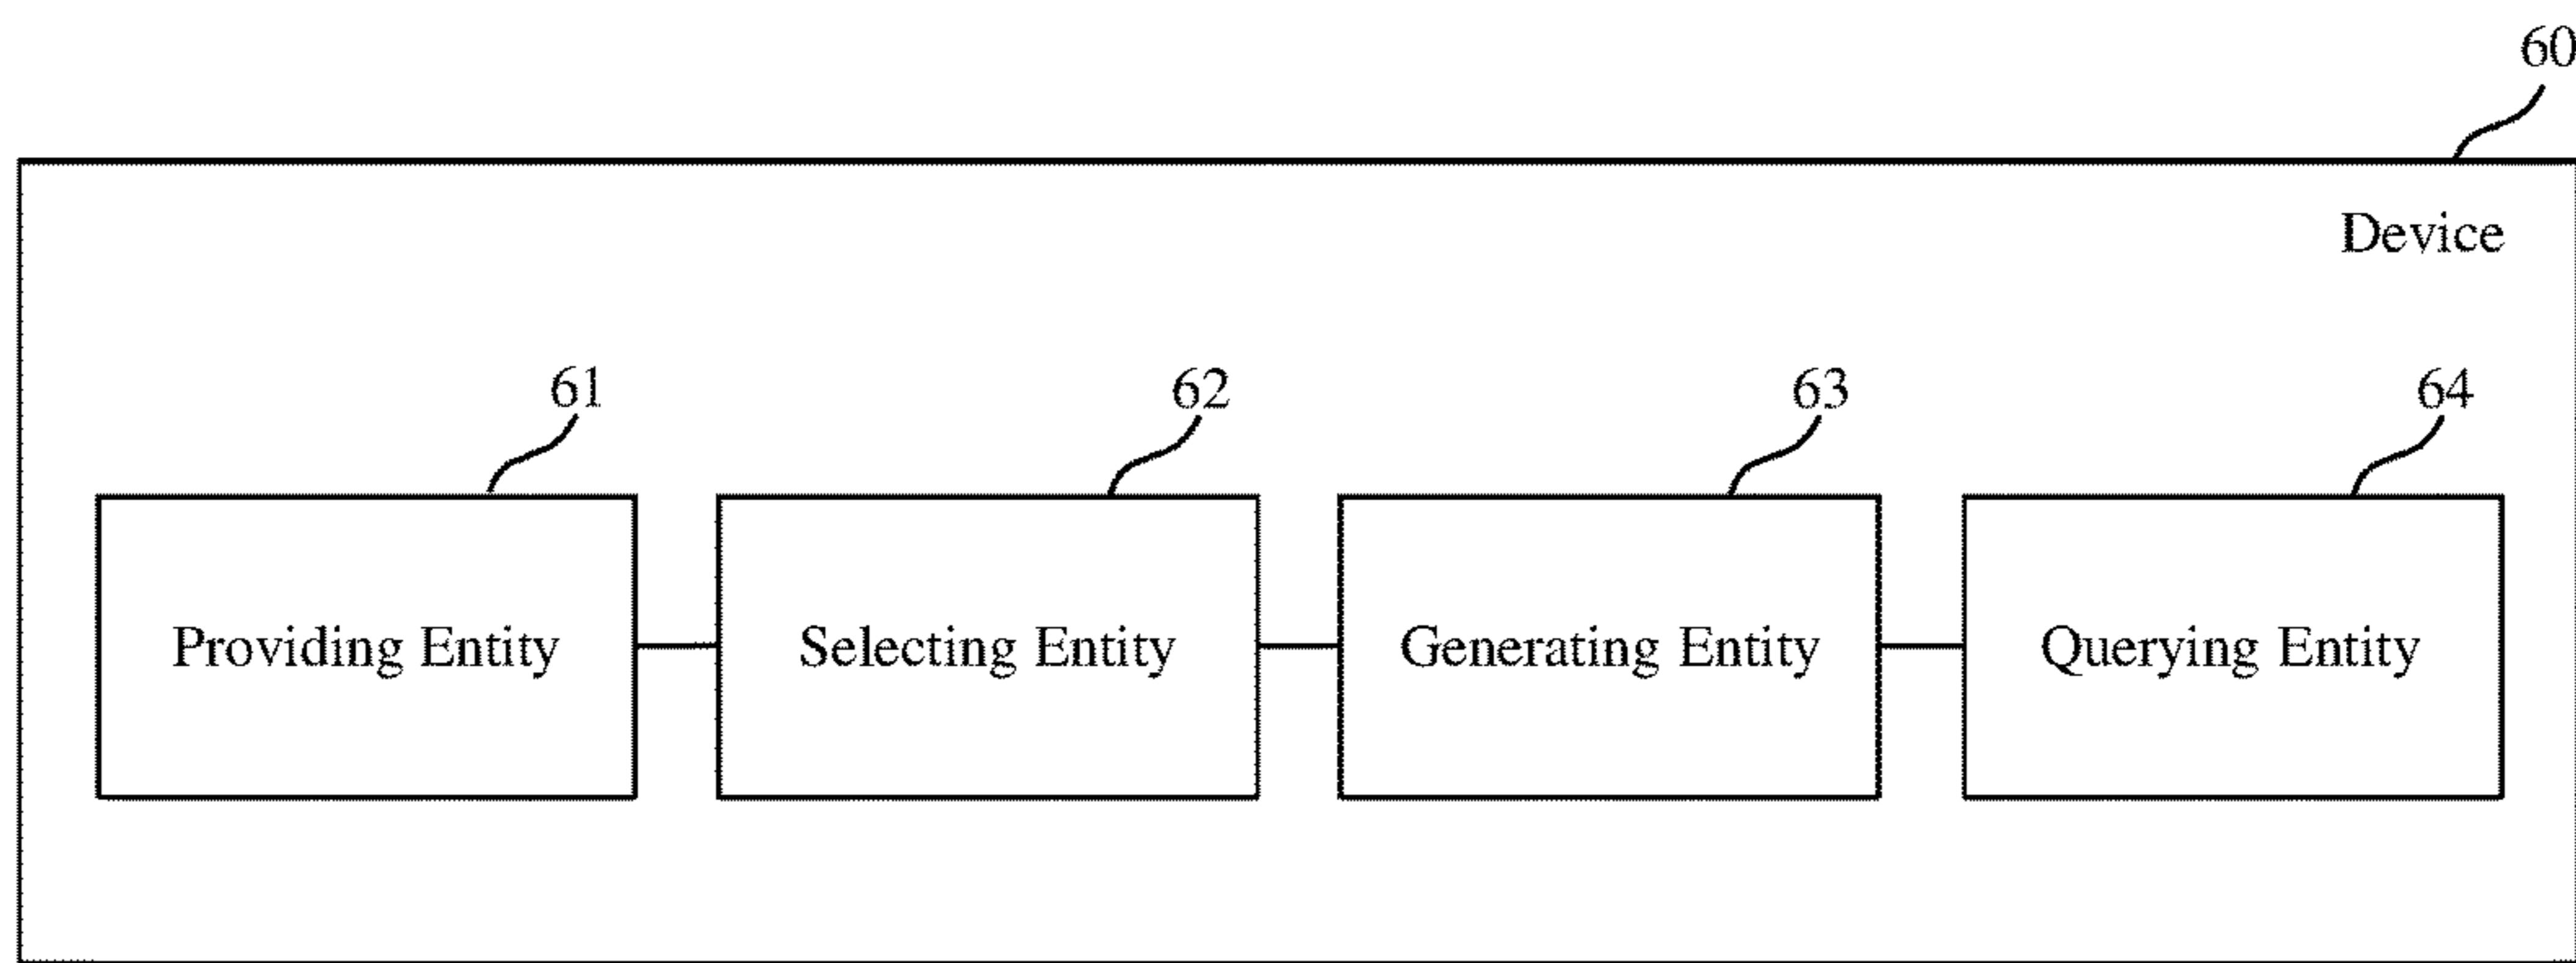 60
Device
61
62
63
64
Providing Entity
Selecting Entity
Generating Entity
Querying Entity